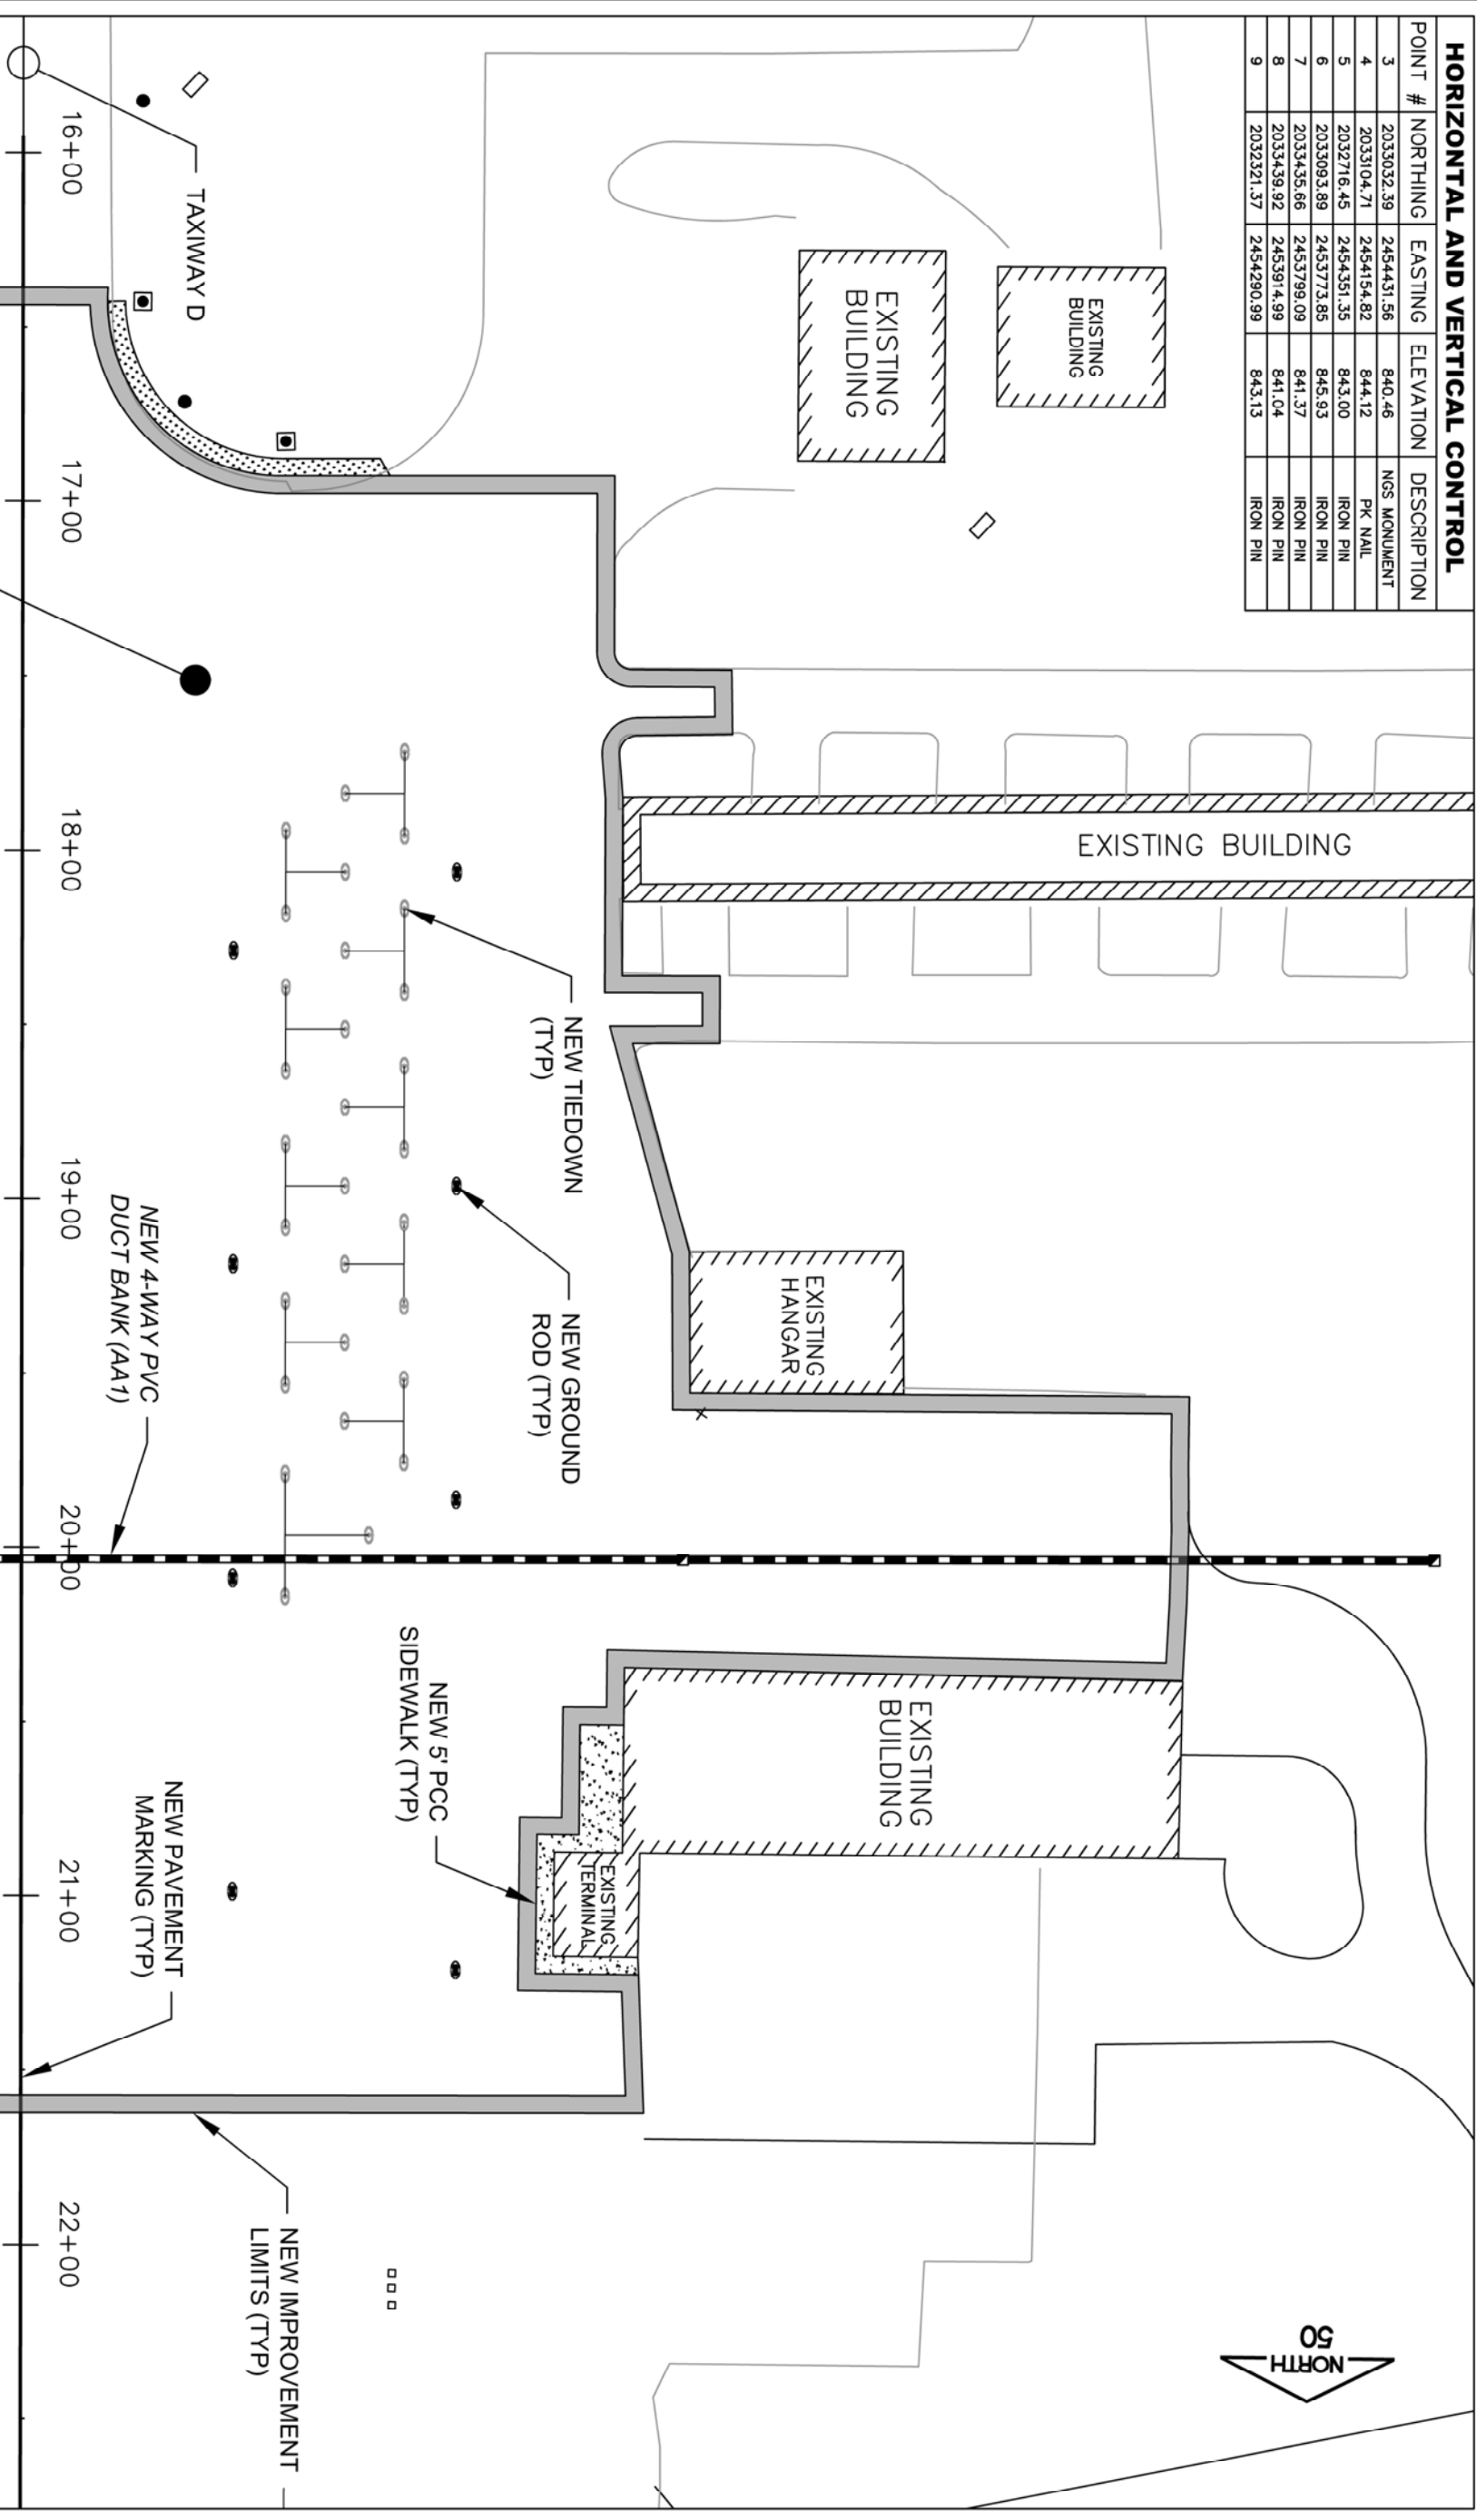 HORIZONTAL AND VERTICAL CONTROL
POINT # NORTHING EASTING ELEVATION DESCRIPTION
3 2033032.39 2454431.56 840.46 NGS MONUMENT
4 2033104.71 2454154.82 844.12 PK NAIL
5 2032716.45 2454351.35 843.00 IRON PIN
6 2033093.89 2453773.85 845.93 IRON PIN
7 2033435.66 2453799.09 841.37 IRON PIN
8 2033439.92 2453914.99 841.04 IRON PIN
9 2032321.37 2454290.99 843.13 IRON PIN
EXISTING
BUILDING
EXISTING
BUILDING
EXISTING BUILDING
EXISTING
HANGAR
EXISTING
BUILDING
EXISTING
TERMINAL
NORTH
50
NEW TIEDOWN
(TYP)
NEW GROUND
ROD (TYP)
NEW 5' PCC
SIDEWALK (TYP)
TAXIWAY D
NEW 4-WAY PVC
DUCT BANK (AA1)
NEW PAVEMENT
MARKING (TYP)
NEW IMPROVEMENT
LIMITS (TYP)
16+00
17+00
18+00
19+00
20+00
21+00
22+00